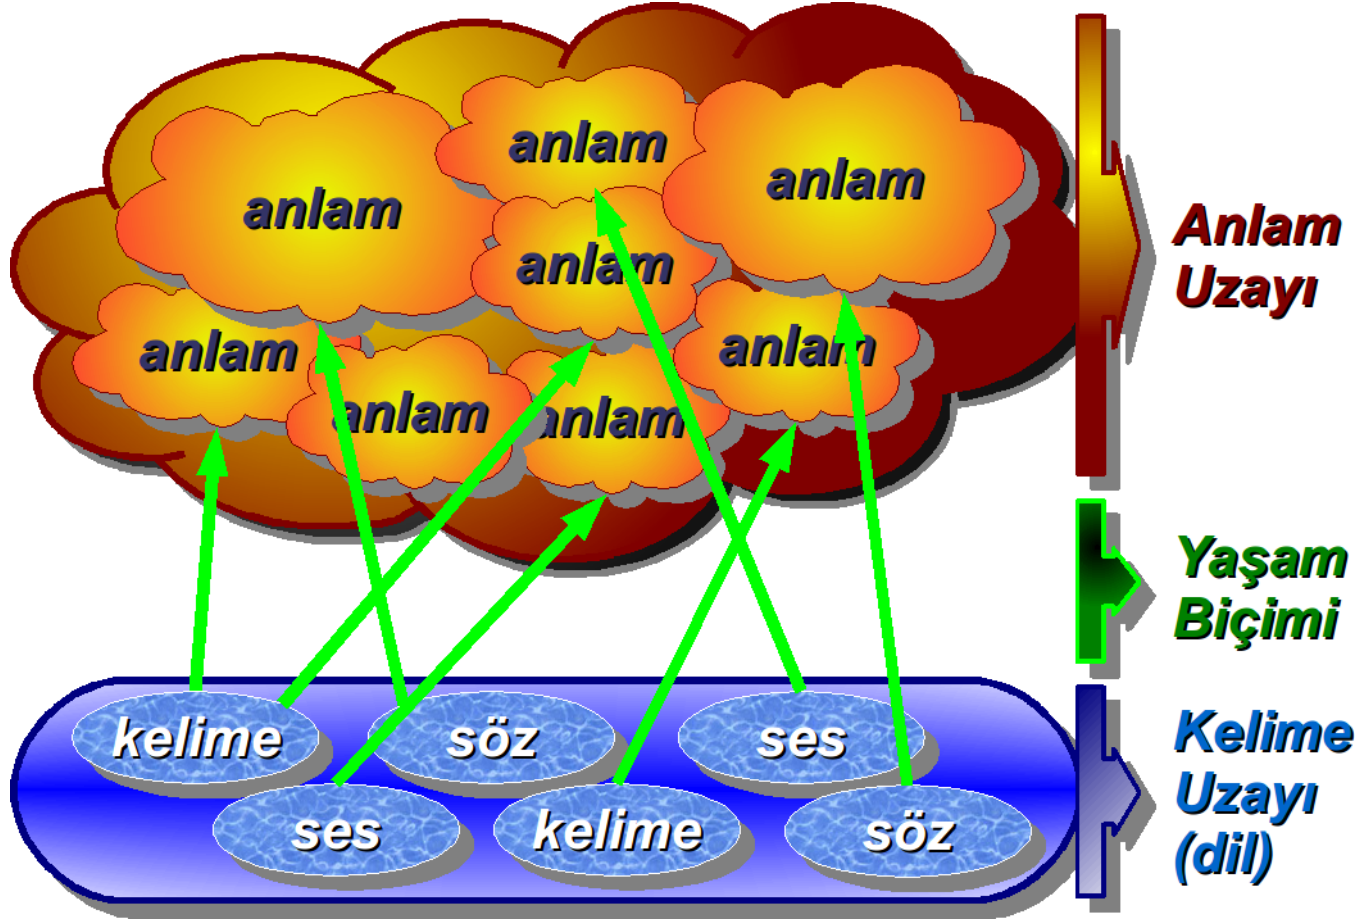 anlam
anlam
anlam
anlam
anlam
anlam
anlam
anlam
Anlam
Uzayı
Yaşam
Biçimi
kelime
söz
ses
ses
kelime
söz
Kelime
Uzayı
(dil)